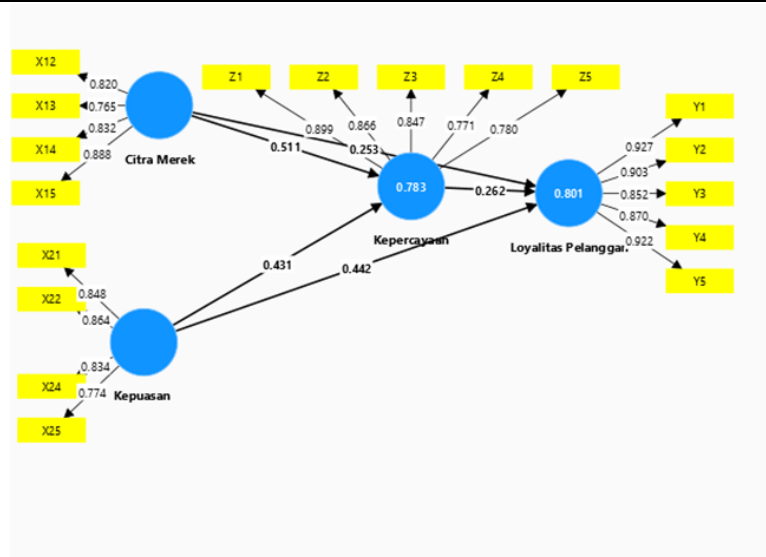 X12
X13
X14
X15
0.820
0.765
0.832
0.888
Citra Merek
Z1
Z2
Z3
Z4
Z5
0.899
0.866
0.847
0.771
0.780
0.511
0.253
0.783
Kepercayaan
0.262
0.801
Loyalitas Pelanggan
Y1
Y2
Y3
Y4
Y5
0.927
0.903
0.852
0.870
0.922
X21
X22
X24
X25
0.848
0.864
0.834
0.774
Kepuasan
0.431
0.442